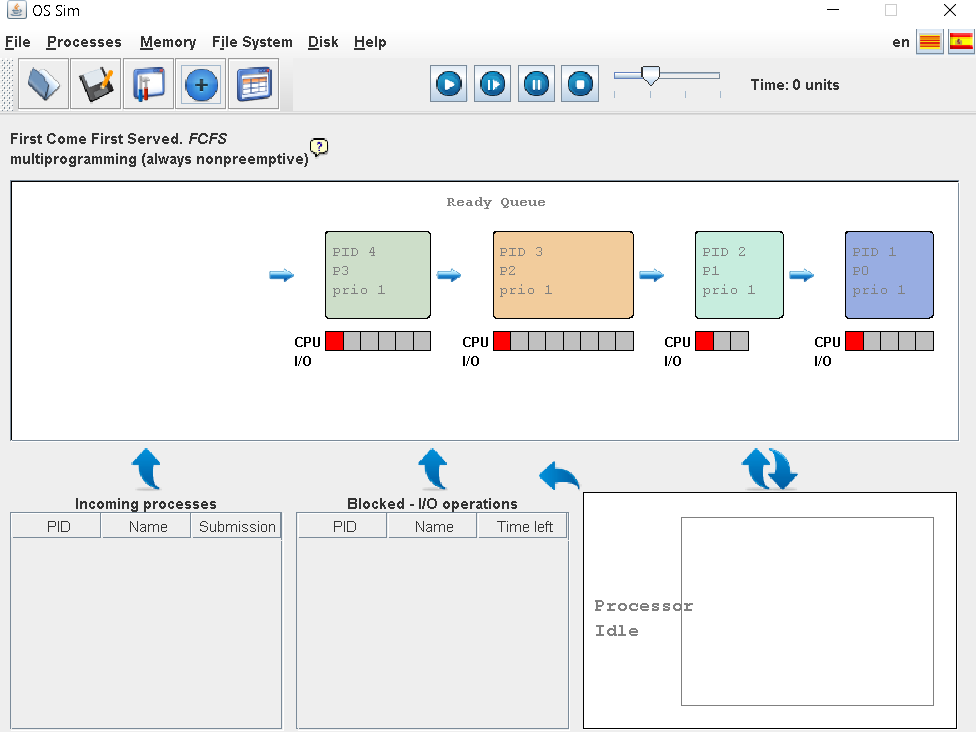 OS Sim
File Processes Memory File System Disk Help en
Time: 0 units
First Come First Served. FCFS
multiprogramming (always nonpreemptive) ?
Ready Queue
PID 4
P3
prio 1
CPU
I/O
PID 3
P2
prio 1
CPU
I/O
PID 2
P1
prio 1
CPU
I/O
PID 1
P0
prio 1
CPU
I/O
Incoming processes
PID Name Submission
Blocked - I/O operations
PID Name Time left
Processor
Idle